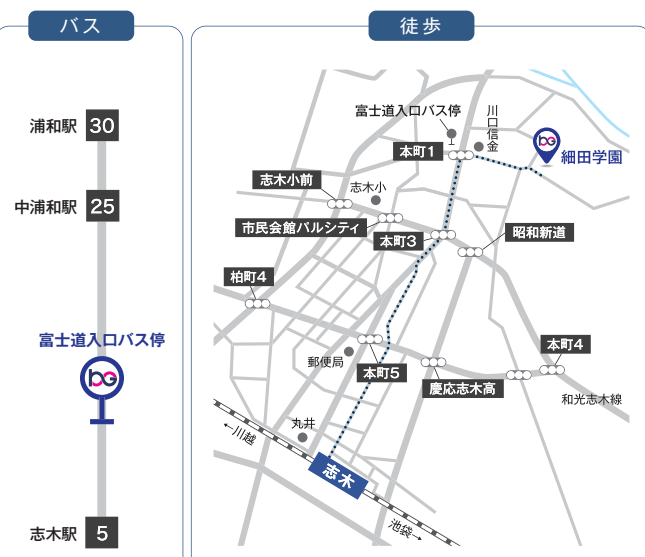 バス
浦和駅 30
中浦和駅 25
富士道入口バス停
bg
志木駅 5
徒歩
富士道入口バス停
川口信金
本町1
bg
細田学園
志木小前
志木小
市民会館パルシティ
本町3
昭和新道
柏町4
郵便局
本町5
慶応志木高
本町4
和光志木線
丸井
←川越
志木
池袋→